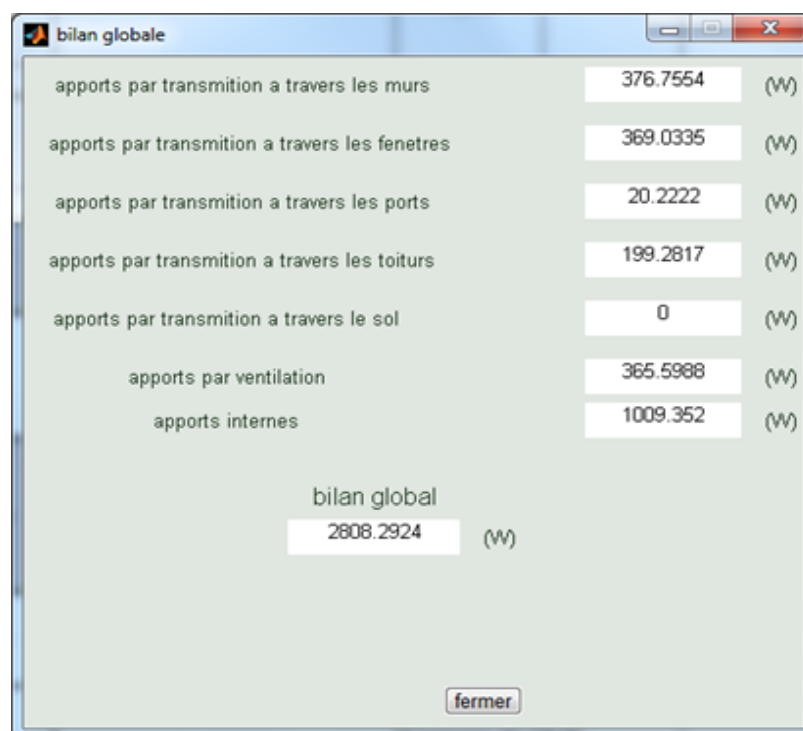 bilan globale
apports par transmition a travers les murs 376.7554 (W)
apports par transmition a travers les fenetres 369.0335 (W)
apports par transmition a travers les ports 20.2222 (W)
apports par transmition a travers les toiturs 199.2817 (W)
apports par transmition a travers le sol 0 (W)
apports par ventilation 365.5988 (W)
apports internes 1009.352 (W)
bilan global
2808.2924 (W)
fermer